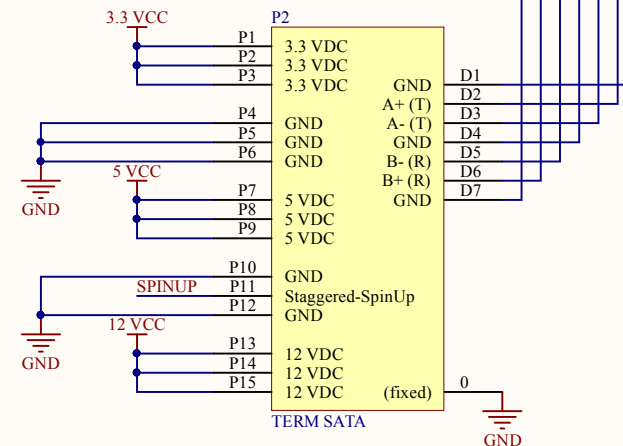 3.3 VCC
P2
P1 3.3 VDC
P2 3.3 VDC
P3 3.3 VDC
GND D1
A+ (T) D2
P4 GND
A- (T) D3
P5 GND
GND D4
P6 GND
B- (R) D5
5 VCC
B+ (R) D6
GND
P7 5 VDC
GND D7
P8 5 VDC
P9 5 VDC
P10 GND
SPINUP P11 Staggered-SpinUp
P12 GND
12 VCC
GND
P13 12 VDC
P14 12 VDC
P15 12 VDC
(fixed) 0
TERM SATA
GND